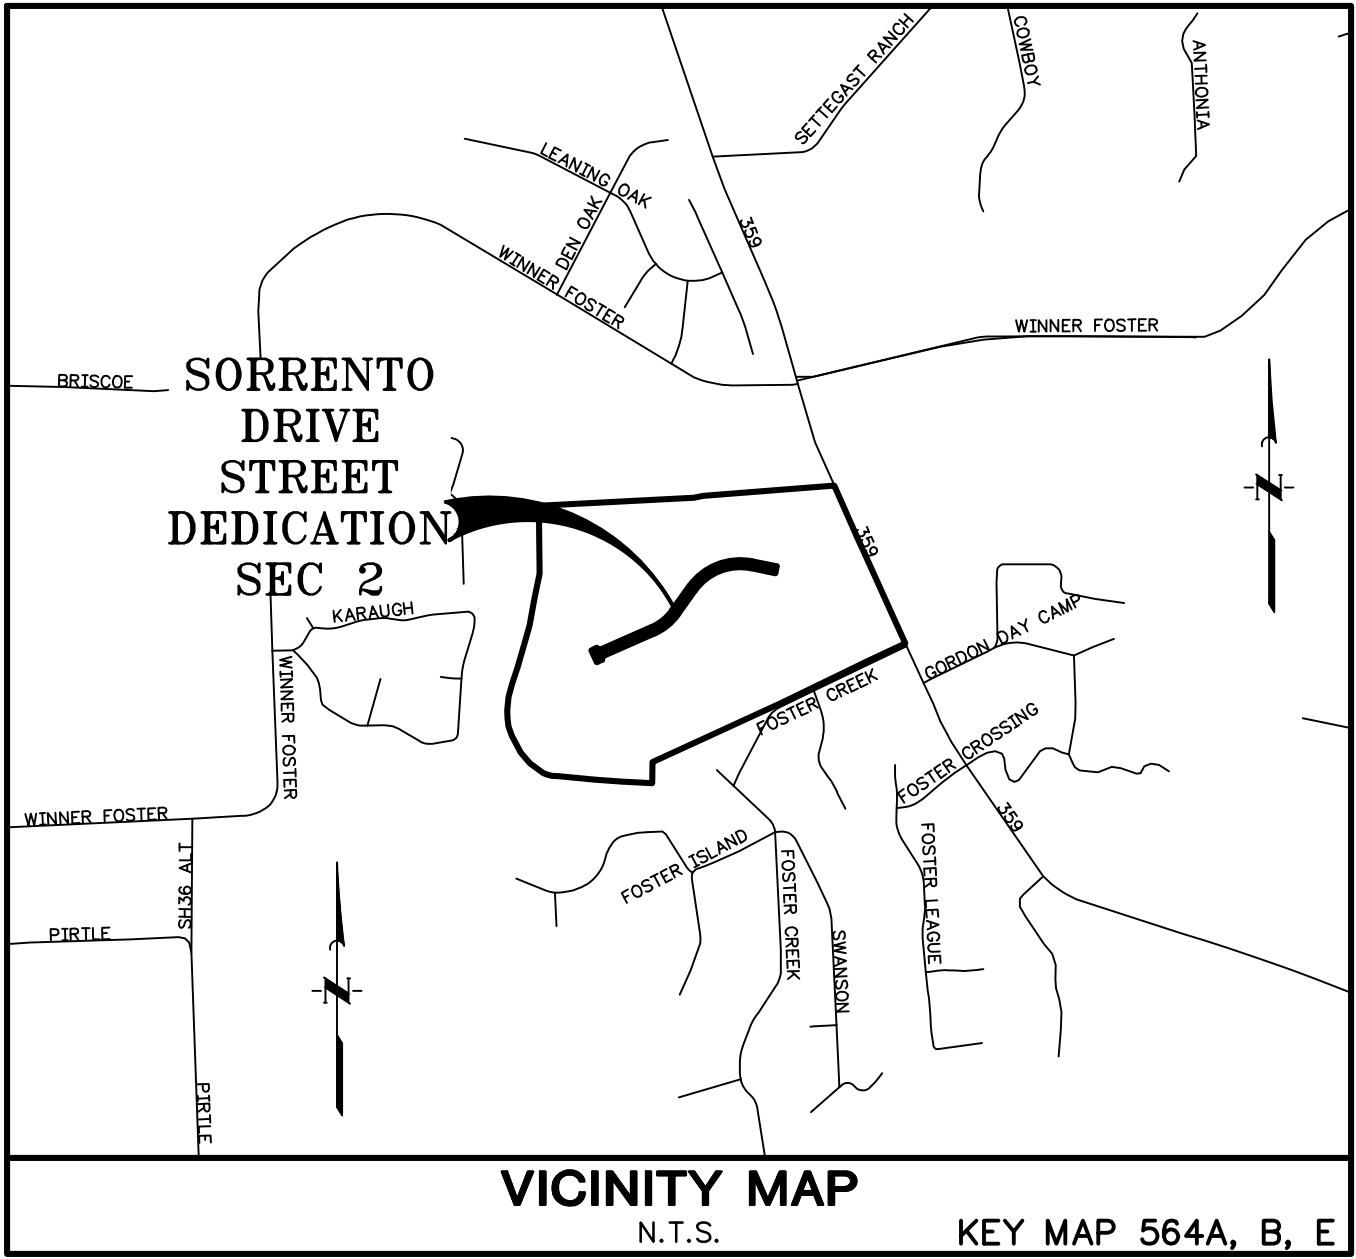 SETTEGAST RANCH
COWBOY
ANTHONIA
LEANING OAK
DEN OAK
359
WINNER FOSTER
WINNER FOSTER
BRISCOE
SORRENTO
DRIVE
STREET
DEDICATION
SEC 2
N
359
KARAUGH
GORDON DAY CAMP
WINNER FOSTER
FOSTER CREEK
FOSTER CROSSING
WINNER FOSTER
359
SH36 ALT
FOSTER ISLAND
FOSTER CREEK
FOSTER LEAGUE
PIRTLE
SWANSON
N
PIRTLE
VICINITY MAP
N.T.S.
KEY MAP 564A, B, E